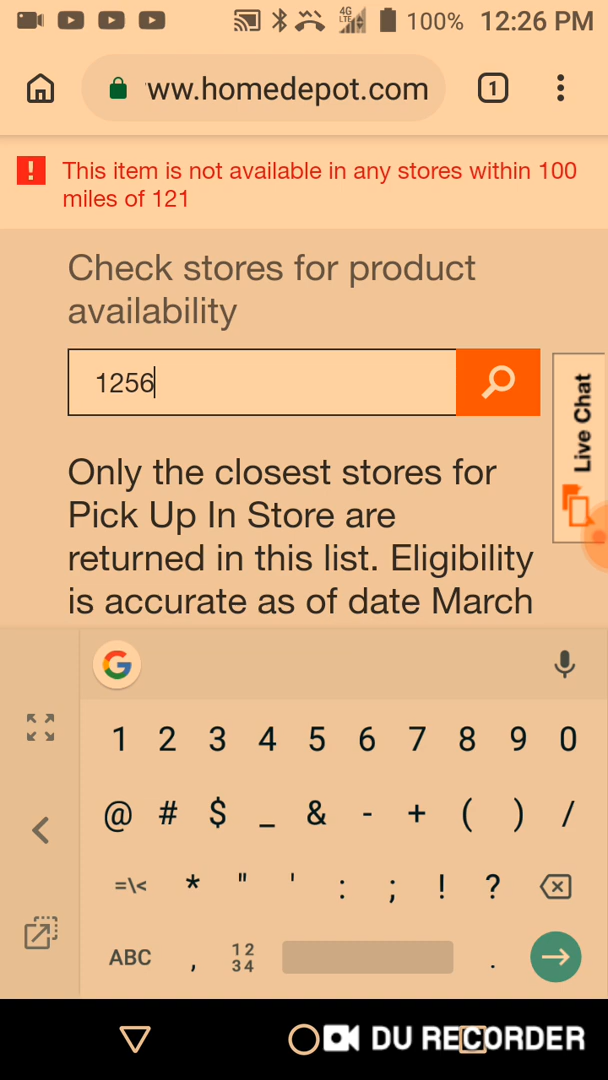 4G
LTE
100% 12:26 PM
ww.homedepot.com
1
! This item is not available in any stores within 100
miles of 121
Check stores for product
availability
1256
Live Chat
Only the closest stores for
Pick Up In Store are
returned in this list. Eligibility
is accurate as of date March
G
1 2 3 4 5 6 7 8 9 0
@ # $ _ & - + ( ) /
=\< * " ' : ; ! ?
ABC , 12 .
34
DU RECORDER